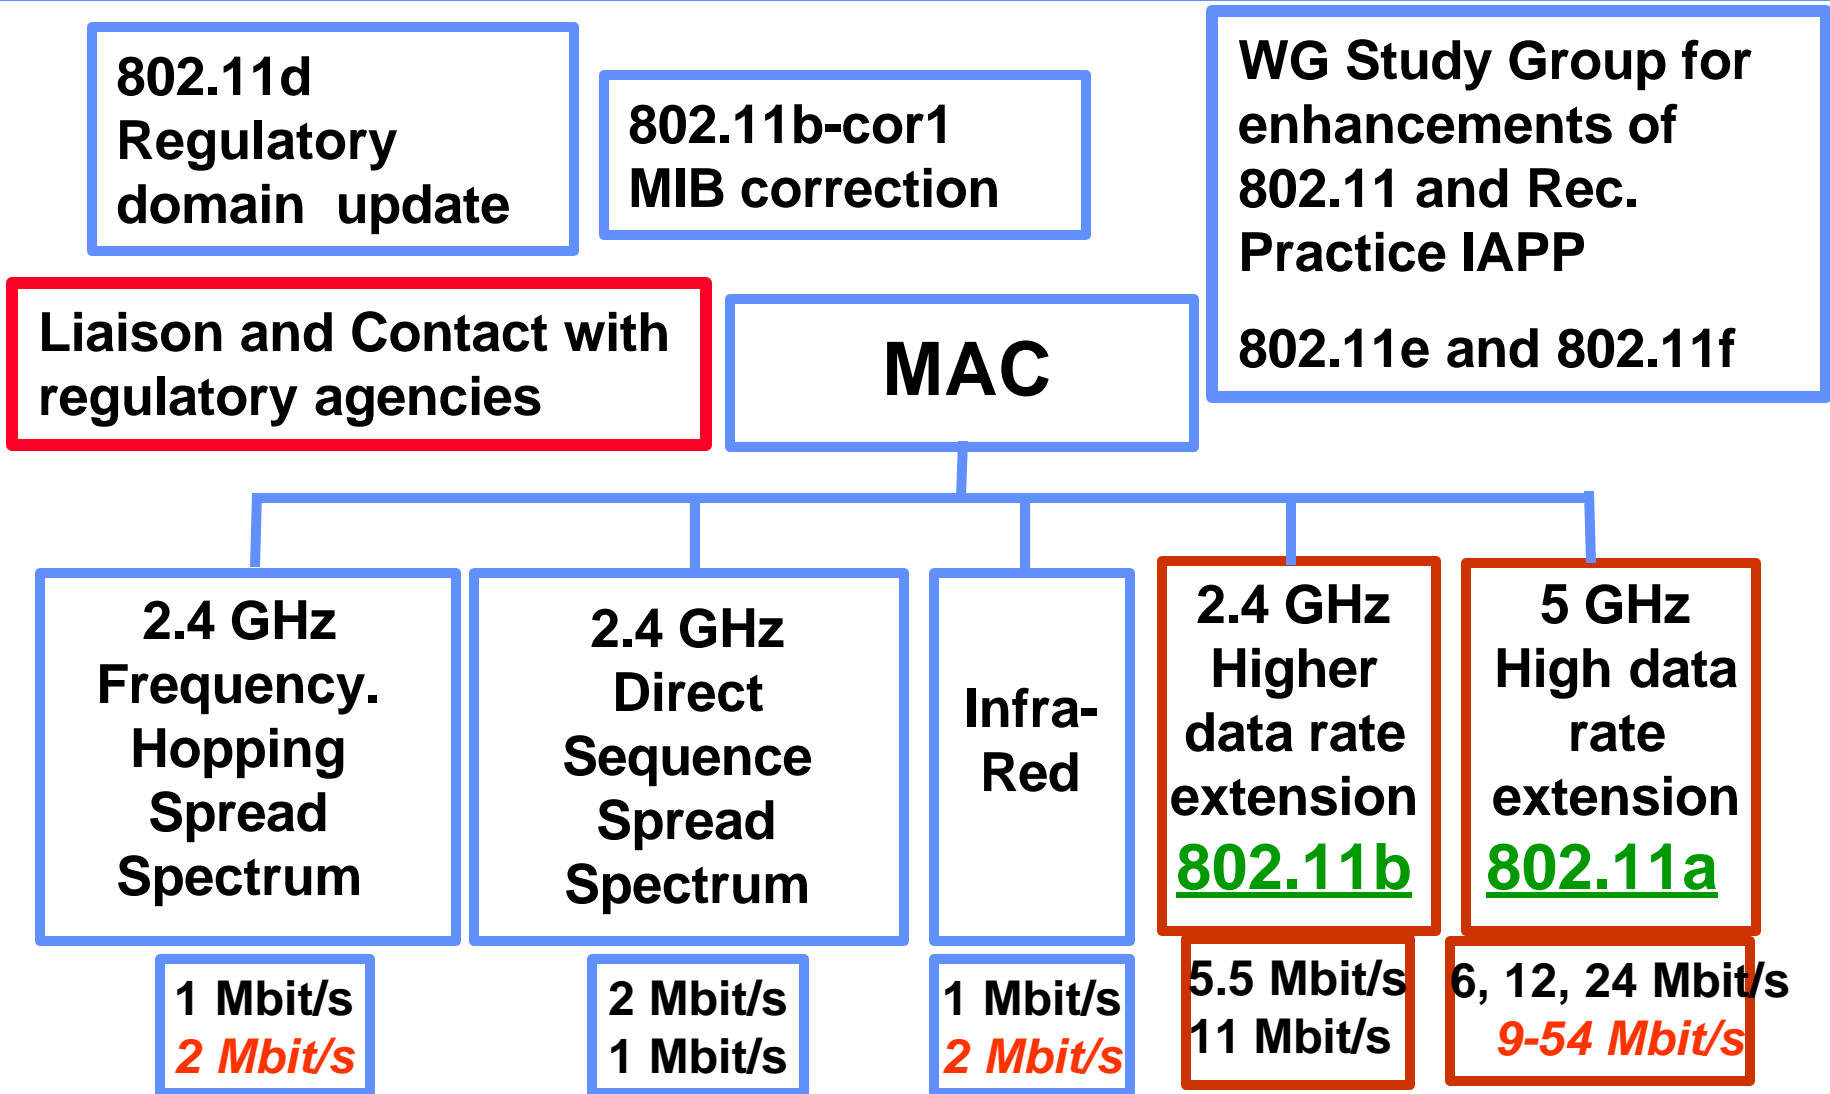 802.11d
Regulatory
domain update
802.11b-cor1
MIB correction
WG Study Group for
enhancements of
802.11 and Rec.
Practice IAPP
802.11e and 802.11f
Liaison and Contact with
regulatory agencies
MAC
2.4 GHz
Frequency.
Hopping
Spread
Spectrum
2.4 GHz
Direct
Sequence
Spread
Spectrum
Infra-
Red
2.4 GHz
Higher
data rate
extension
802.11b
5 GHz
High data
rate
extension
802.11a
1 Mbit/s
2 Mbit/s
2 Mbit/s
1 Mbit/s
1 Mbit/s
2 Mbit/s
5.5 Mbit/s
11 Mbit/s
6, 12, 24 Mbit/s
9-54 Mbit/s